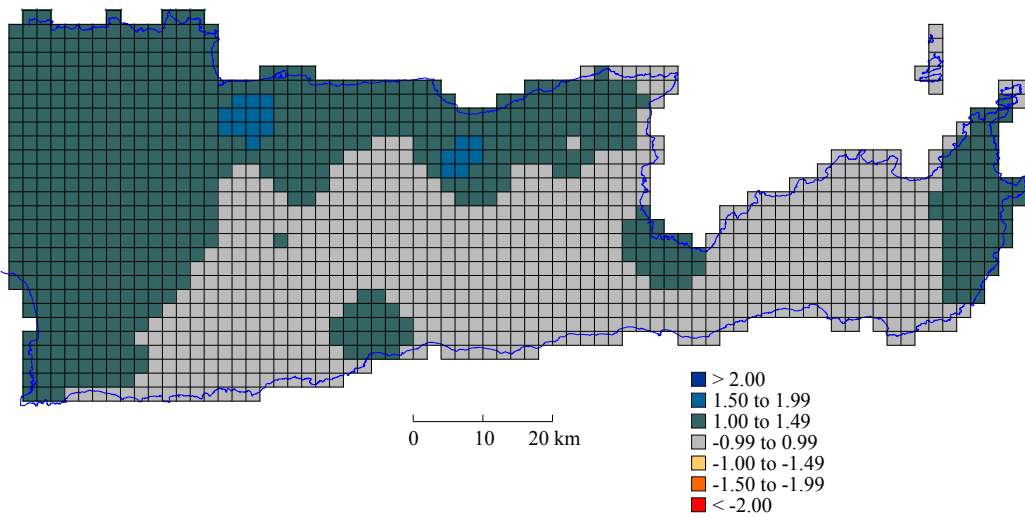 > 2.00
1.50 to 1.99
1.00 to 1.49
-0.99 to 0.99
-1.00 to -1.49
-1.50 to -1.99
< -2.00
0 10 20 km